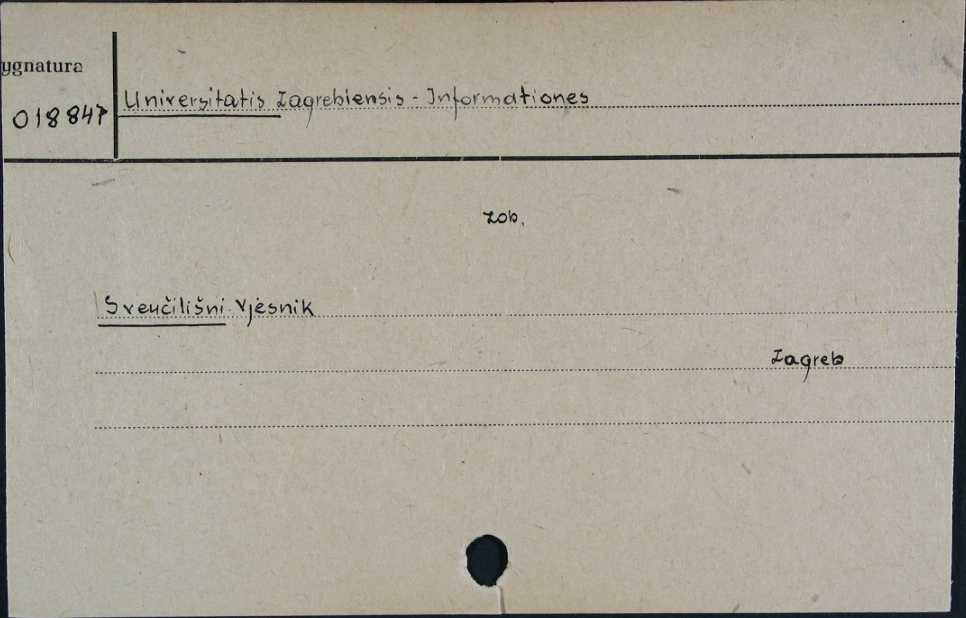 ygnatura
018847
Universitatis Zagrebiensis - Informationes
zob.
Sveučilišni Vjesnik
Zagreb